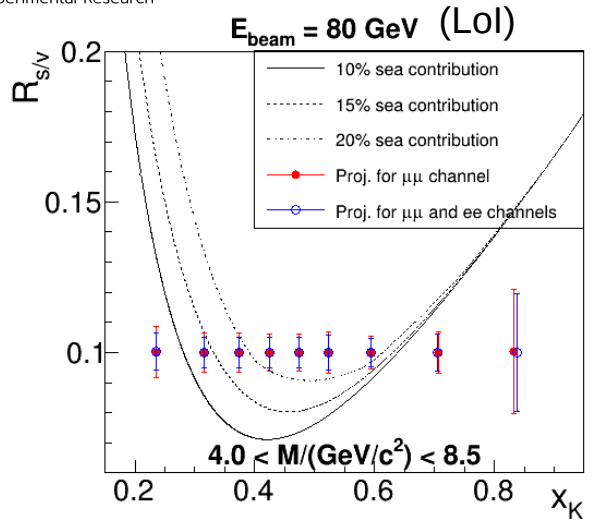 perimental Research
E_beam = 80 GeV (LoI)
R_s/v
0.2
0.15
0.1
10% sea contribution
15% sea contribution
20% sea contribution
Proj. for μμ channel
Proj. for μμ and ee channels
4.0 < M/(GeV/c²) < 8.5
0.2 0.4 0.6 0.8
x_K